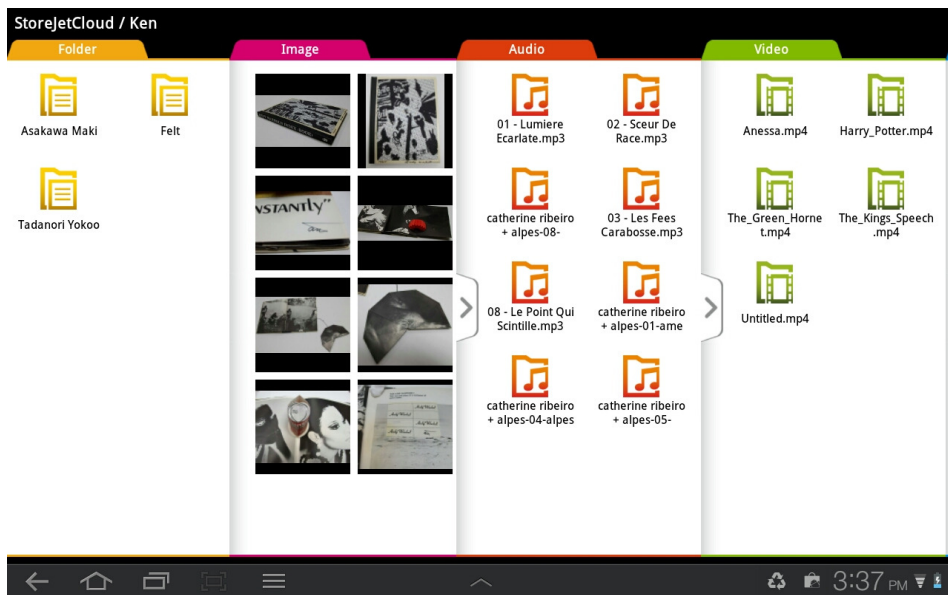 StoreJetCloud / Ken
Folder
Image
Audio
Video
Asakawa Maki
Felt
Tadanori Yokoo
NSTANTLY"
01 - Lumiere
Ecarlate.mp3
02 - Sceur De
Race.mp3
catherine ribeiro
+ alpes-08-
03 - Les Fees
Carabosse.mp3
08 - Le Point Qui
Scintille.mp3
catherine ribeiro
+ alpes-01-ame
catherine ribeiro
+ alpes-04-alpes
catherine ribeiro
+ alpes-05-
Anessa.mp4
Harry_Potter.mp4
The_Green_Horne
t.mp4
The_Kings_Speech
.mp4
Untitled.mp4
3:37 PM